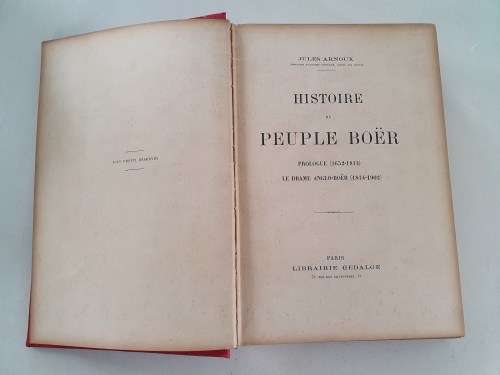 JULES ARNOUX
HISTOIRE
DU
PEUPLE BOËR
PROLOGUE (1652-1814)
LE DRAME ANGLO-BOËR (1814-1902)
PARIS
LIBRAIRIE GEDALGE